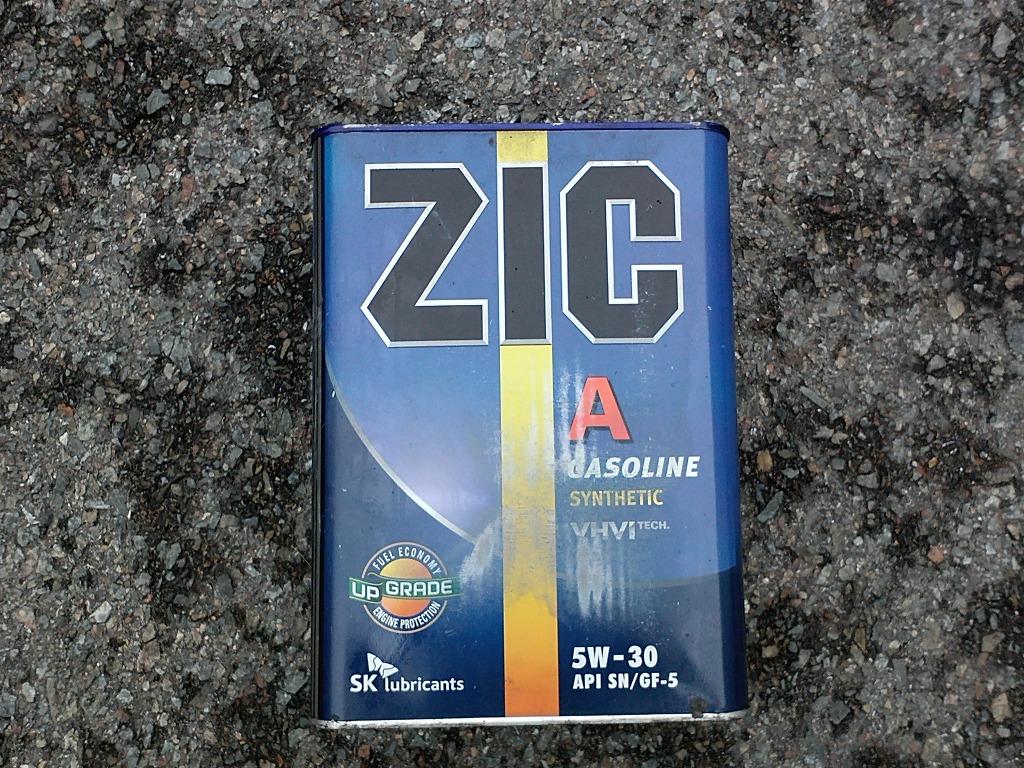 ZIC
A
GASOLINE
SYNTHETIC
VHVI TECH.
FUEL ECONOMY
UP GRADE
ENGINE PROTECTION
SK lubricants
5W-30
API SN/GF-5